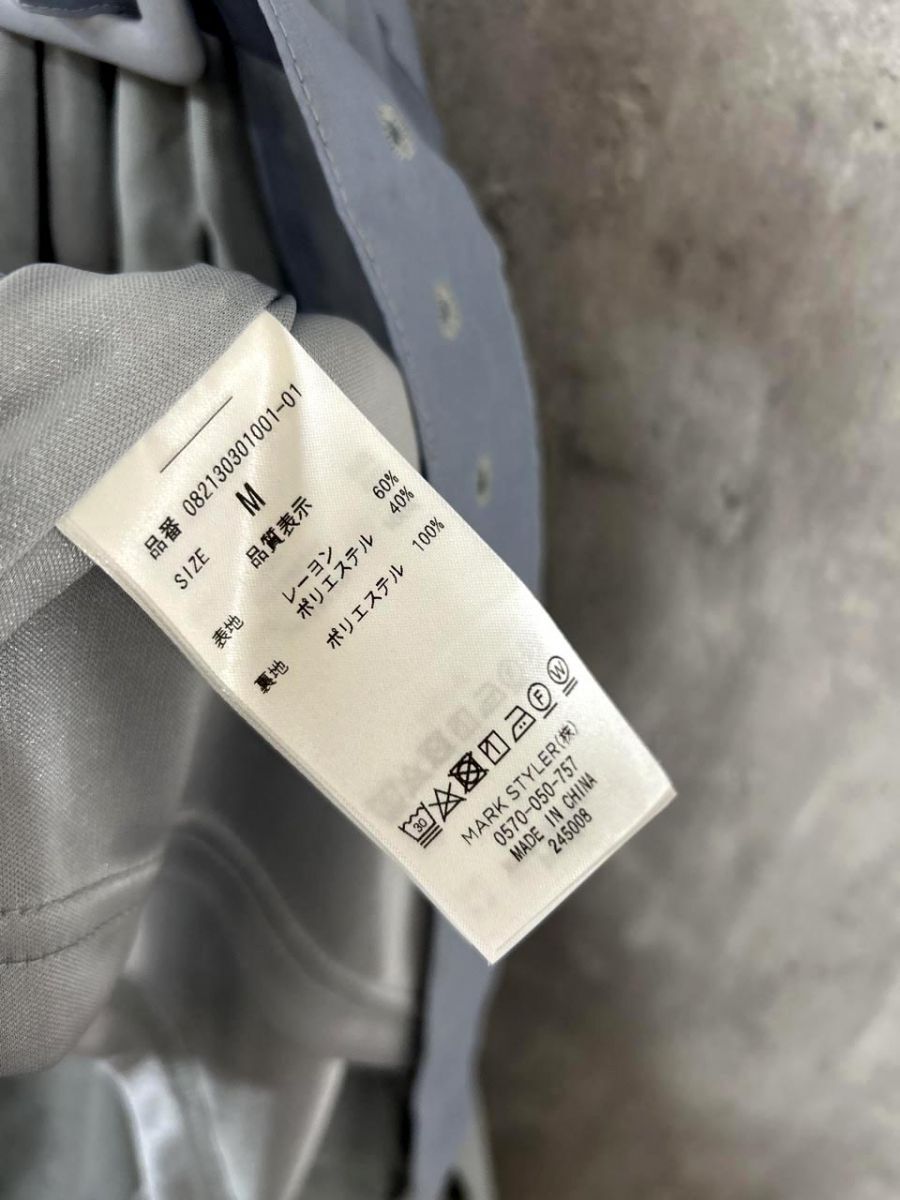 品番 082130301001-01
SIZE M
品質表示
表地 レーヨン 60%
ポリエステル 40%
裏地 ポリエステル 100%
30
F W
MARK STYLER(株)
0570-050-757
MADE IN CHINA
245008